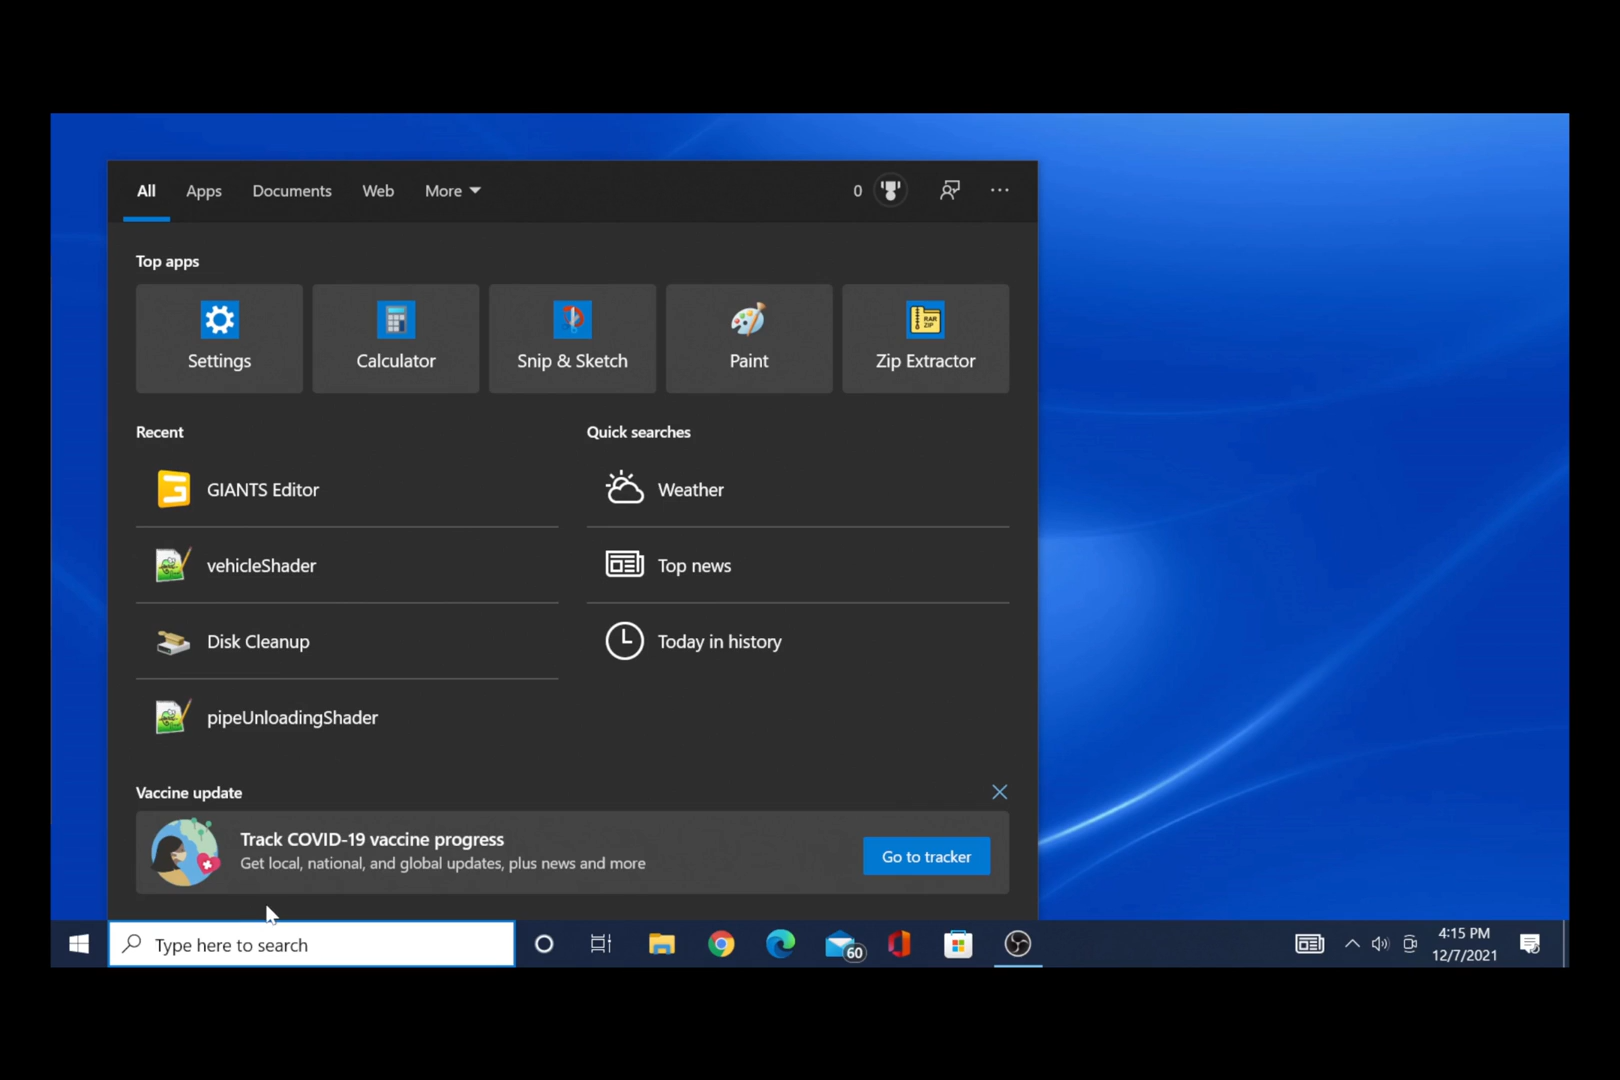 All Apps Documents Web More 0
Top apps
Settings Calculator Snip & Sketch Paint Zip Extractor
RAR
ZIP
Recent Quick searches
GIANTS Editor Weather
vehicleShader Top news
Disk Cleanup Today in history
pipeUnloadingShader
Vaccine update
Track COVID-19 vaccine progress
Get local, national, and global updates, plus news and more
Go to tracker
Type here to search
60
4:15 PM
12/7/2021